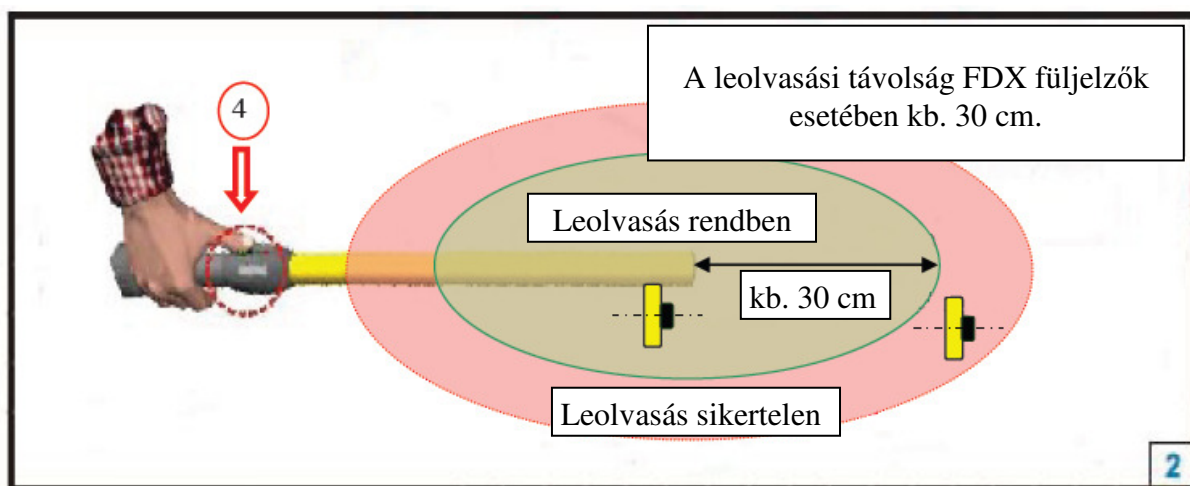 A leolvasási távolság FDX füljelzők
esetében kb. 30 cm.
4
Leolvasás rendben
kb. 30 cm
Leolvasás sikertelen
2